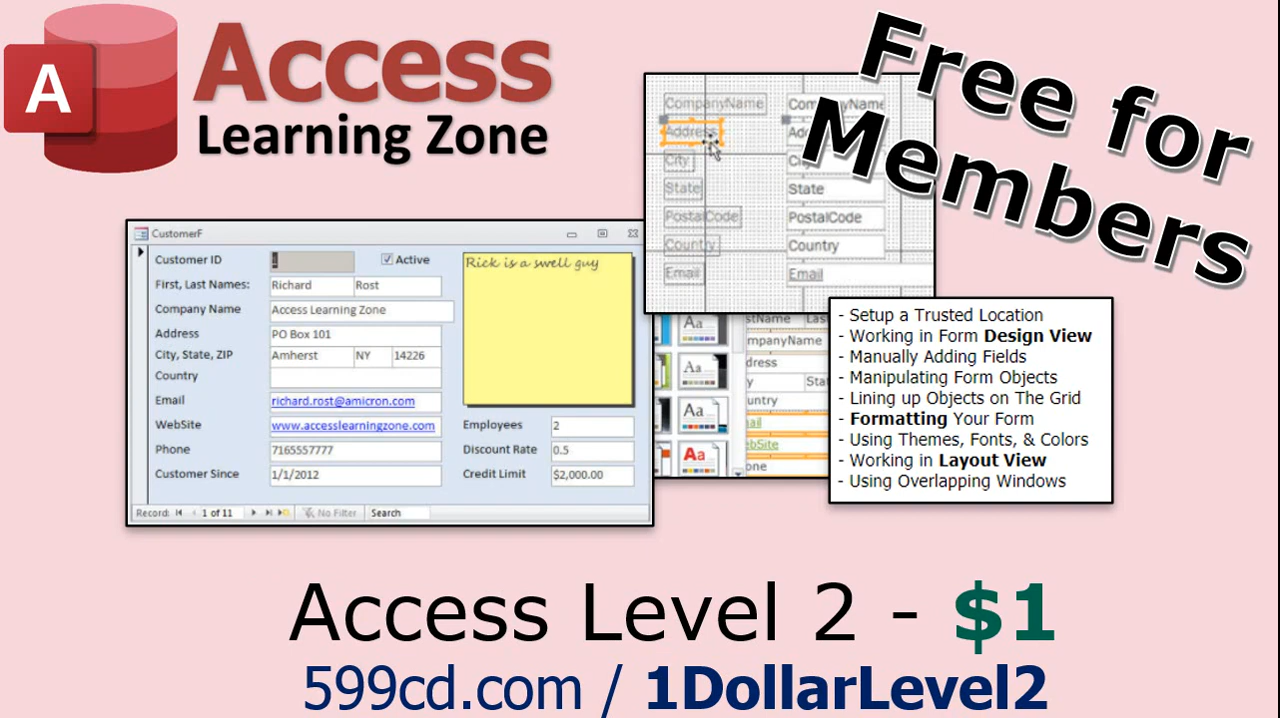 A
Access
Learning Zone
Free for
Members
CompanyName
CompanyName
Address
City
State
State
PostalCode
PostalCode
Country
Country
Email
Email
CustomerF
Customer ID
Active
First, Last Names:
Richard
Rost
Company Name
Access Learning Zone
Address
PO Box 101
City, State, ZIP
Amherst
NY
14226
Country
Email
richard.rost@amicron.com
WebSite
www.accesslearningzone.com
Phone
7165557777
Customer Since
1/1/2012
Rick is a swell guy
Employees
2
Discount Rate
0.5
Credit Limit
$2,000.00
Record:
1 of 11
No Filter
Search
Aa
Aa
Aa
Aa
- Setup a Trusted Location
- Working in Form Design View
- Manually Adding Fields
- Manipulating Form Objects
- Lining up Objects on The Grid
- Formatting Your Form
- Using Themes, Fonts, & Colors
- Working in Layout View
- Using Overlapping Windows
Access Level 2 - $1
599cd.com / 1DollarLevel2